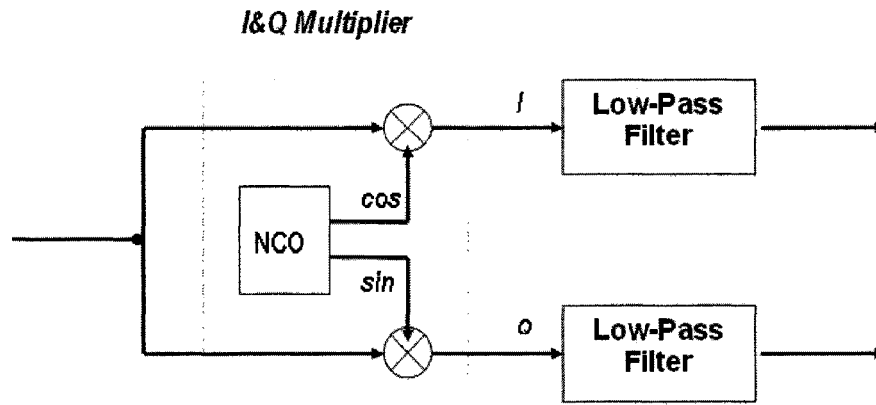 I&Q Multiplier
I
Low-Pass
Filter
cos
NCO
sin
o
Low-Pass
Filter